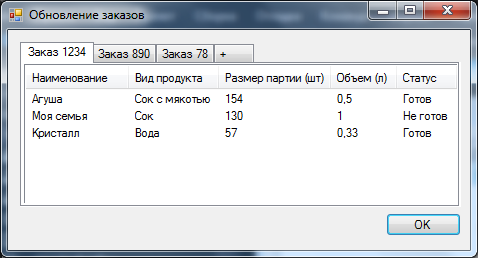 Обновление заказов
Заказ 1234 Заказ 890 Заказ 78 +
Наименование Вид продукта Размер партии (шт) Объем (л) Статус
Агуша Сок с мякотью 154 0,5 Готов
Моя семья Сок 130 1 Не готов
Кристалл Вода 57 0,33 Готов
OK